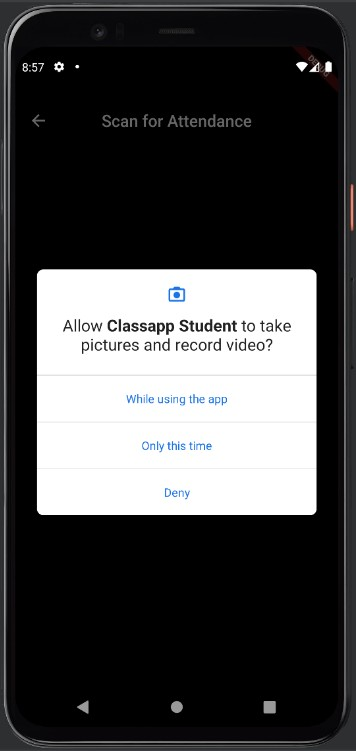 8:57
Scan for Attendance
Allow Classapp Student to take
pictures and record video?
While using the app
Only this time
Deny